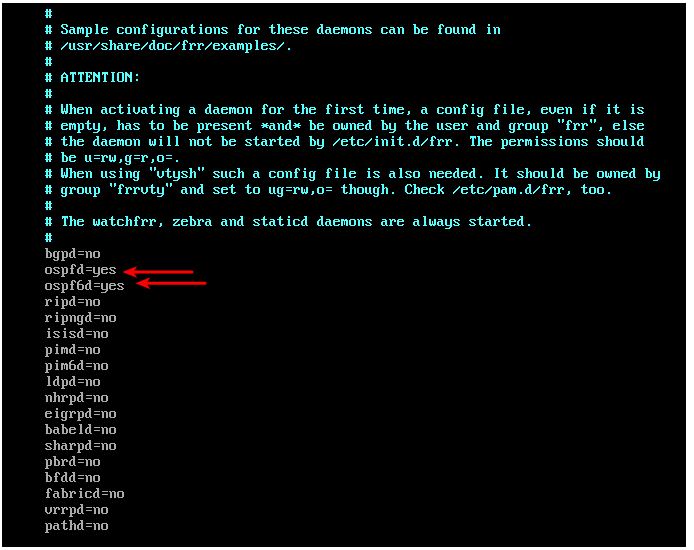 #
# Sample configurations for these daemons can be found in
# /usr/share/doc/frr/examples/.
#
# ATTENTION:
#
# When activating a daemon for the first time, a config file, even if it is
# empty, has to be present *and* be owned by the user and group "frr", else
# the daemon will not be started by /etc/init.d/frr. The permissions should
# be u=rw,g=r,o=.
# When using "vtysh" such a config file is also needed. It should be owned by
# group "frrvty" and set to ug=rw,o= though. Check /etc/pam.d/frr, too.
#
# The watchfrr, zebra and staticd daemons are always started.
#
bgpd=no
ospfd=yes
ospf6d=yes
ripd=no
ripngd=no
isisd=no
pimd=no
pim6d=no
ldpd=no
nhrpd=no
eigrpd=no
babeld=no
sharpd=no
pbrd=no
bfdd=no
fabricd=no
vrrpd=no
pathd=no